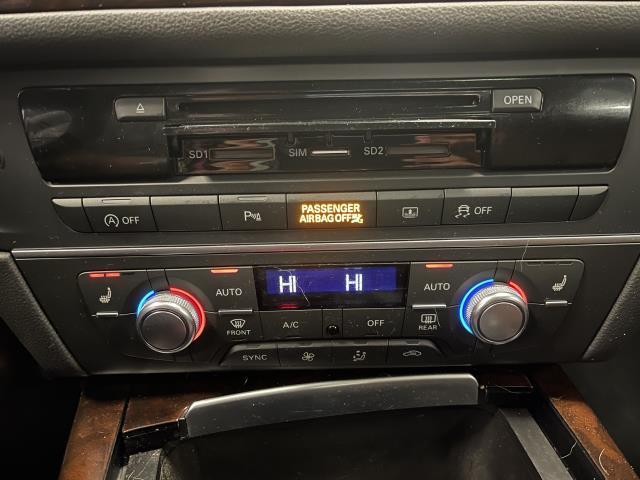 OPEN
SD1 SIM SD2
OFF PASSENGER AIRBAG OFF OFF
HI HI
AUTO AUTO
FRONT A/C OFF REAR
SYNC